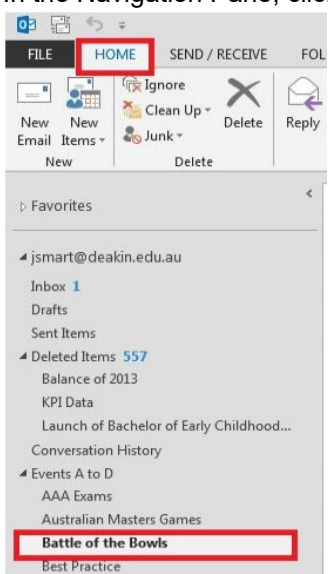 In the Navigation Pane, clic
FILE HOME SEND / RECEIVE FOL
New Email
New Items
Ignore
Clean Up
Junk
Delete
Reply
New Delete
Favorites
jsmart@deakin.edu.au
Inbox 1
Drafts
Sent Items
Deleted Items 557
Balance of 2013
KPI Data
Launch of Bachelor of Early Childhood...
Conversation History
Events A to D
AAA Exams
Australian Masters Games
Battle of the Bowls
Best Practice